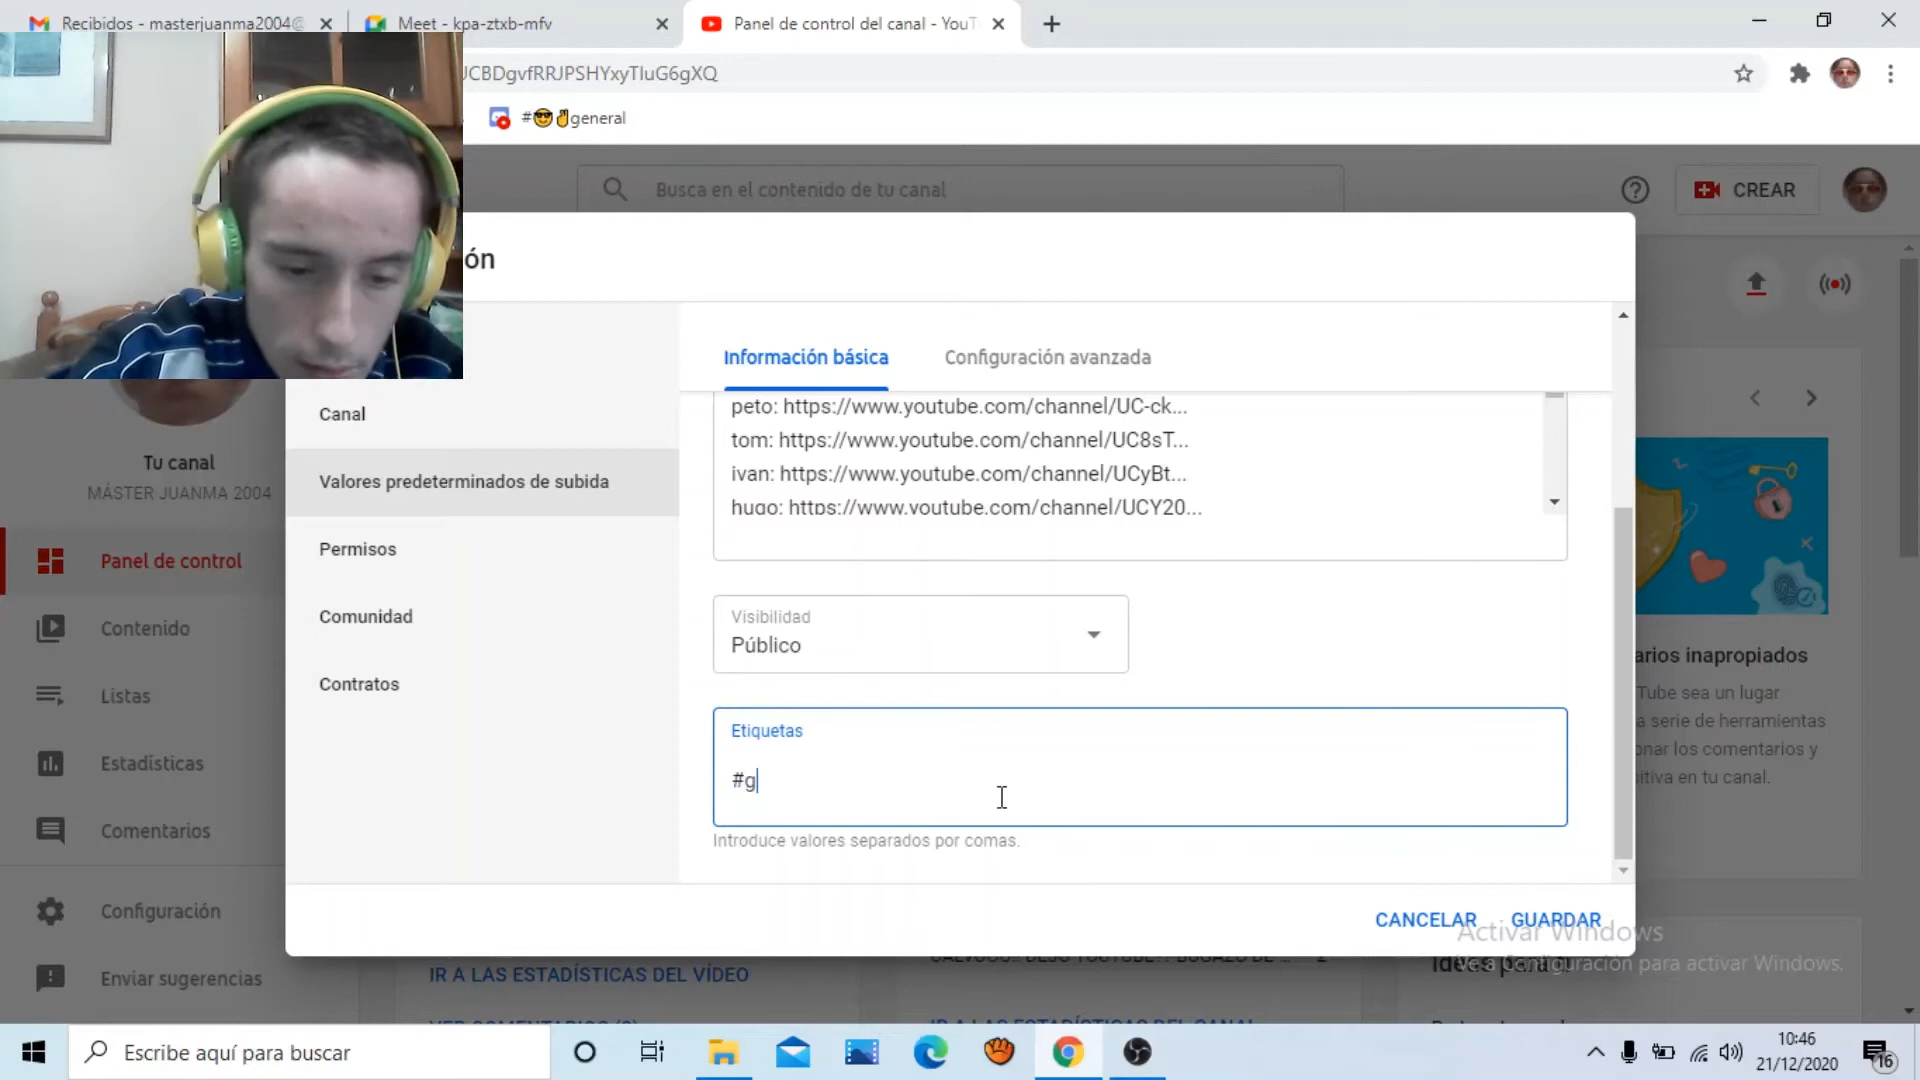 Recibidos - masterjuanma2004@
Meet - kpa-ztxb-mfv
Panel de control del canal - YouT
JCBDgvfRRJPSHYxyTluG6gXQ
#😎✌general
Busca en el contenido de tu canal
CREAR
ón
Información básica
Configuración avanzada
Canal
Valores predeterminados de subida
Permisos
Comunidad
Contratos
peto: https://www.youtube.com/channel/UC-ck...
tom: https://www.youtube.com/channel/UC8sT...
ivan: https://www.youtube.com/channel/UCyBt...
hugo: https://www.youtube.com/channel/UCY20...
Visibilidad
Público
Etiquetas
#g
Introduce valores separados por comas.
CANCELAR
GUARDAR
Tu canal
MÁSTER JUANMA 2004
Panel de control
Contenido
Listas
Estadísticas
Comentarios
Configuración
Enviar sugerencias
arios inapropiados
Tube sea un lugar
a serie de herramientas
onar los comentarios y
itiva en tu canal.
Activar Windows
Ve a Configuración para activar Windows.
IR A LAS ESTADÍSTICAS DEL VÍDEO
Escribe aquí para buscar
10:46
21/12/2020
16